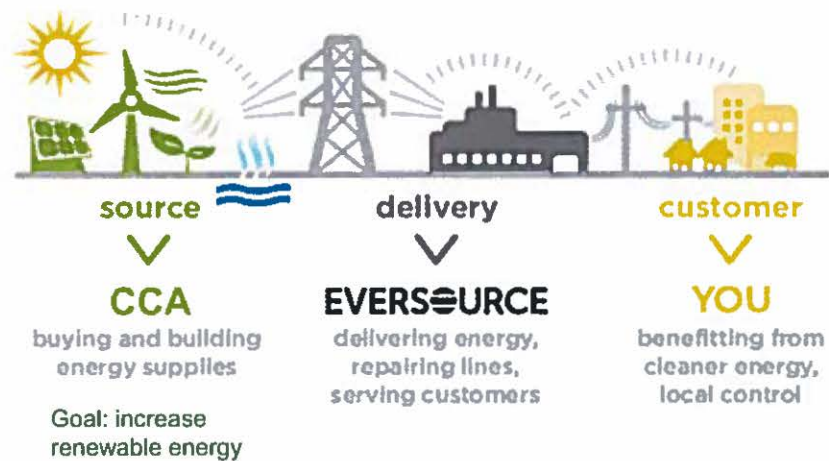 source
delivery
customer
CCA
EVERSOURCE
YOU
buying and building
energy supplies
delivering energy,
repairing lines,
serving customers
benefitting from
cleaner energy,
local control
Goal: increase
renewable energy